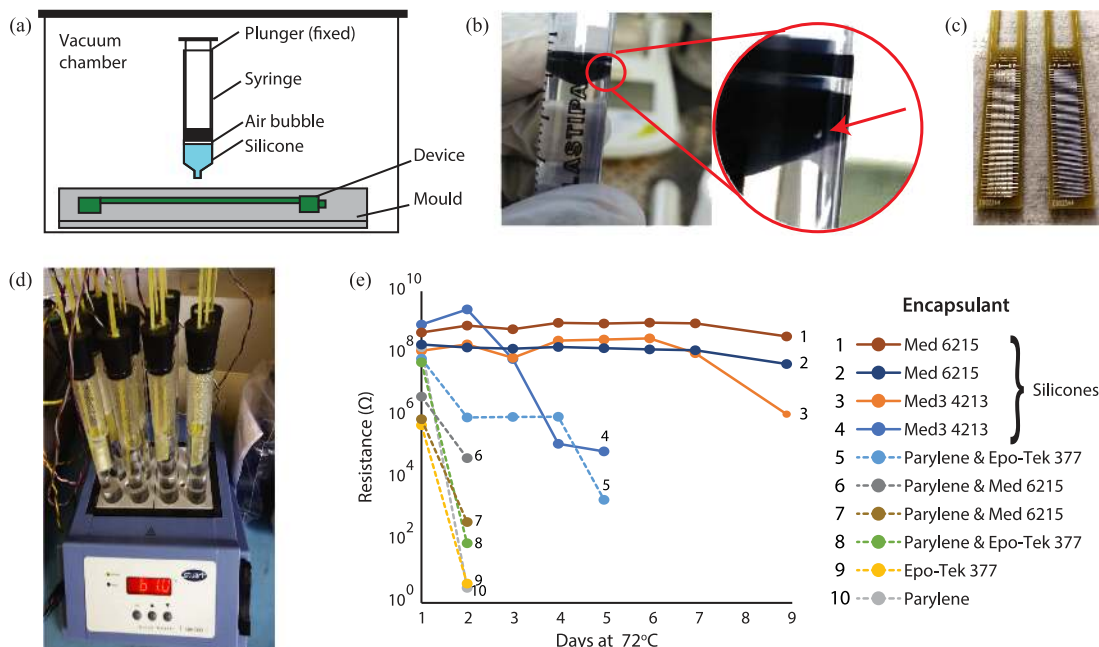 (a)
Vacuum
chamber
Plunger (fixed)
Syringe
Air bubble
Silicone
Device
Mould
(b)
LASTIPA
(c)
(d)
stuart
61.0
(e)
10^10
10^8
10^6
10^4
10^2
10^0
Resistance (Ω)
1
2
3
4
5
6
7
8
9
10
1 2 3 4 5 6 7 8 9
Days at 72°C
Encapsulant
1 Med 6215
2 Med 6215
3 Med3 4213
4 Med3 4213
Silicones
5 Parylene & Epo-Tek 377
6 Parylene & Med 6215
7 Parylene & Med 6215
8 Parylene & Epo-Tek 377
9 Epo-Tek 377
10 Parylene